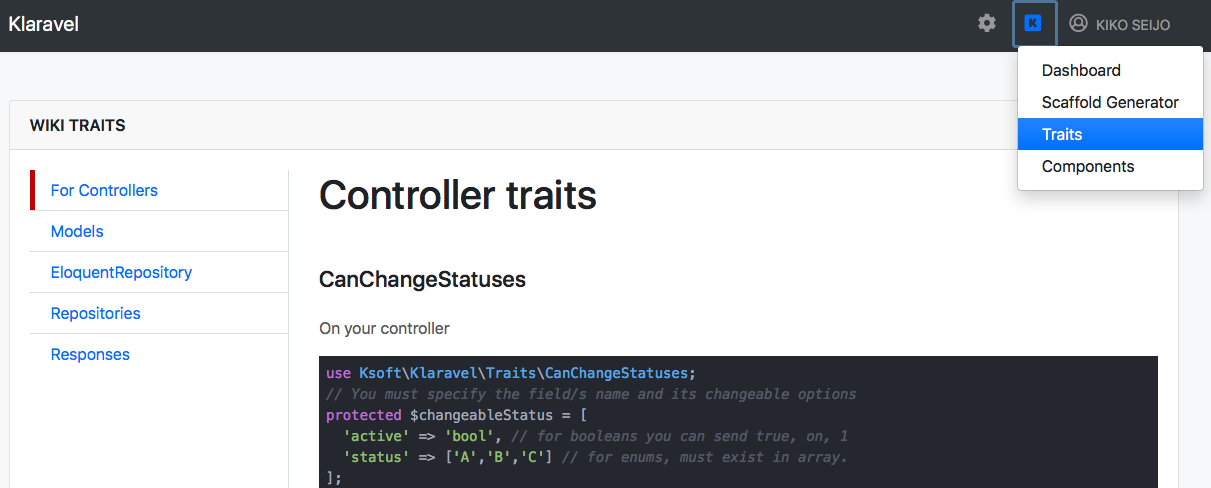 Klaravel
K
KIKO SEIJO
Dashboard
Scaffold Generator
Traits
Components
WIKI TRAITS
For Controllers
Models
EloquentRepository
Repositories
Responses
Controller traits
CanChangeStatuses
On your controller
use Ksoft\Klaravel\Traits\CanChangeStatuses;
// You must specify the field/s name and its changeable options
protected $changeableStatus = [
  'active' => 'bool', // for booleans you can send true, on, 1
  'status' => ['A','B','C'] // for enums, must exist in array.
];